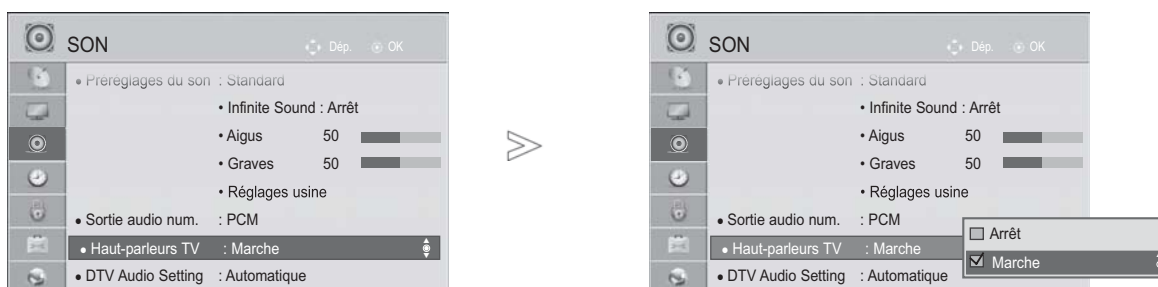 SON Dép. OK
• Préréglages du son : Standard
• Infinite Sound : Arrêt
• Aigus 50
• Graves 50
• Réglages usine
• Sortie audio num. : PCM
• Haut-parleurs TV : Marche
• DTV Audio Setting : Automatique
SON Dép. OK
• Préréglages du son : Standard
• Infinite Sound : Arrêt
• Aigus 50
• Graves 50
• Réglages usine
• Sortie audio num. : PCM
• Haut-parleurs TV : Marche
• DTV Audio Setting : Automatique
Arrêt
Marche